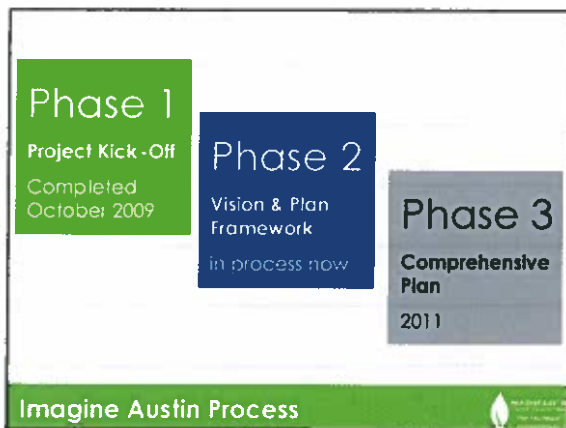 Phase 1
Project Kick-Off
Completed
October 2009
Phase 2
Vision & Plan
Framework
in process now
Phase 3
Comprehensive
Plan
2011
Imagine Austin Process